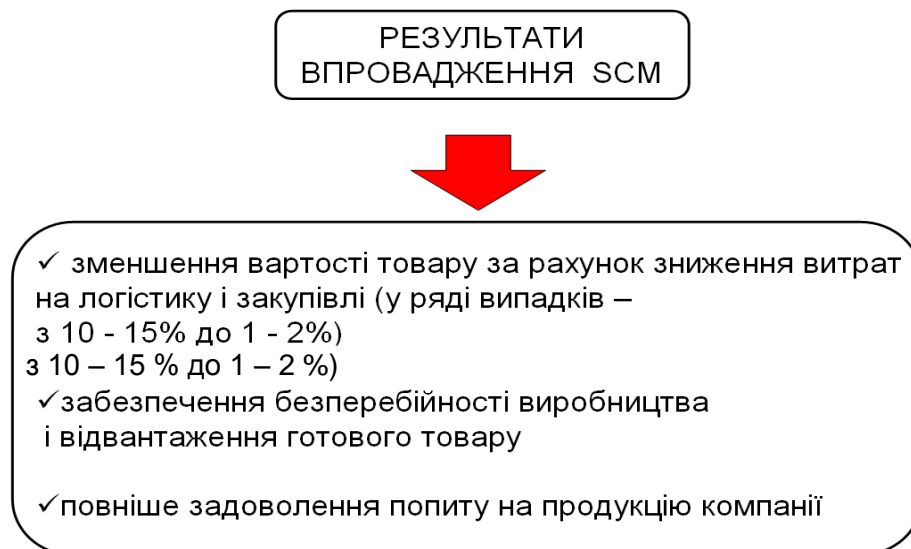 РЕЗУЛЬТАТИ
ВПРОВАДЖЕННЯ SCM
✓ зменшення вартості товару за рахунок зниження витрат
на логістику і закупівлі (у ряді випадків –
з 10 - 15% до 1 - 2%)
з 10 – 15 % до 1 – 2 %)
✓забезпечення безперебійності виробництва
і відвантаження готового товару
✓повніше задоволення попиту на продукцію компанії